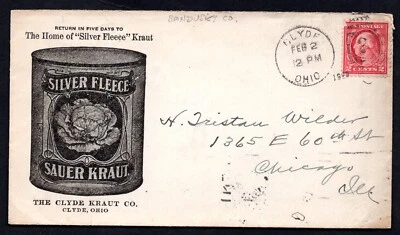 SANDUSKY CO.
RETURN IN FIVE DAYS TO
The Home of "Silver Fleece" Kraut
SILVER FLEECE
SAUER KRAUT
THE CLYDE KRAUT CO.
CLYDE, OHIO
CLYDE
FEB 2
12 PM
OHIO
2 CENTS 2
H. Tristan Wilder
1365 E 60th St
Chicago
Ill